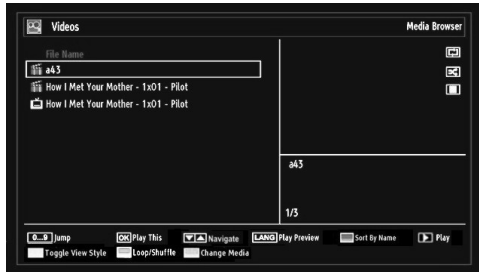 Videos Media Browser
File Name
a43
How I Met Your Mother - 1x01 - Pilot
How I Met Your Mother - 1x01 - Pilot
a43
1/3
0...9 Jump OK Play This Navigate LANG Play Preview Sort By Name Play
Toggle View Style Loop/Shuffle Change Media